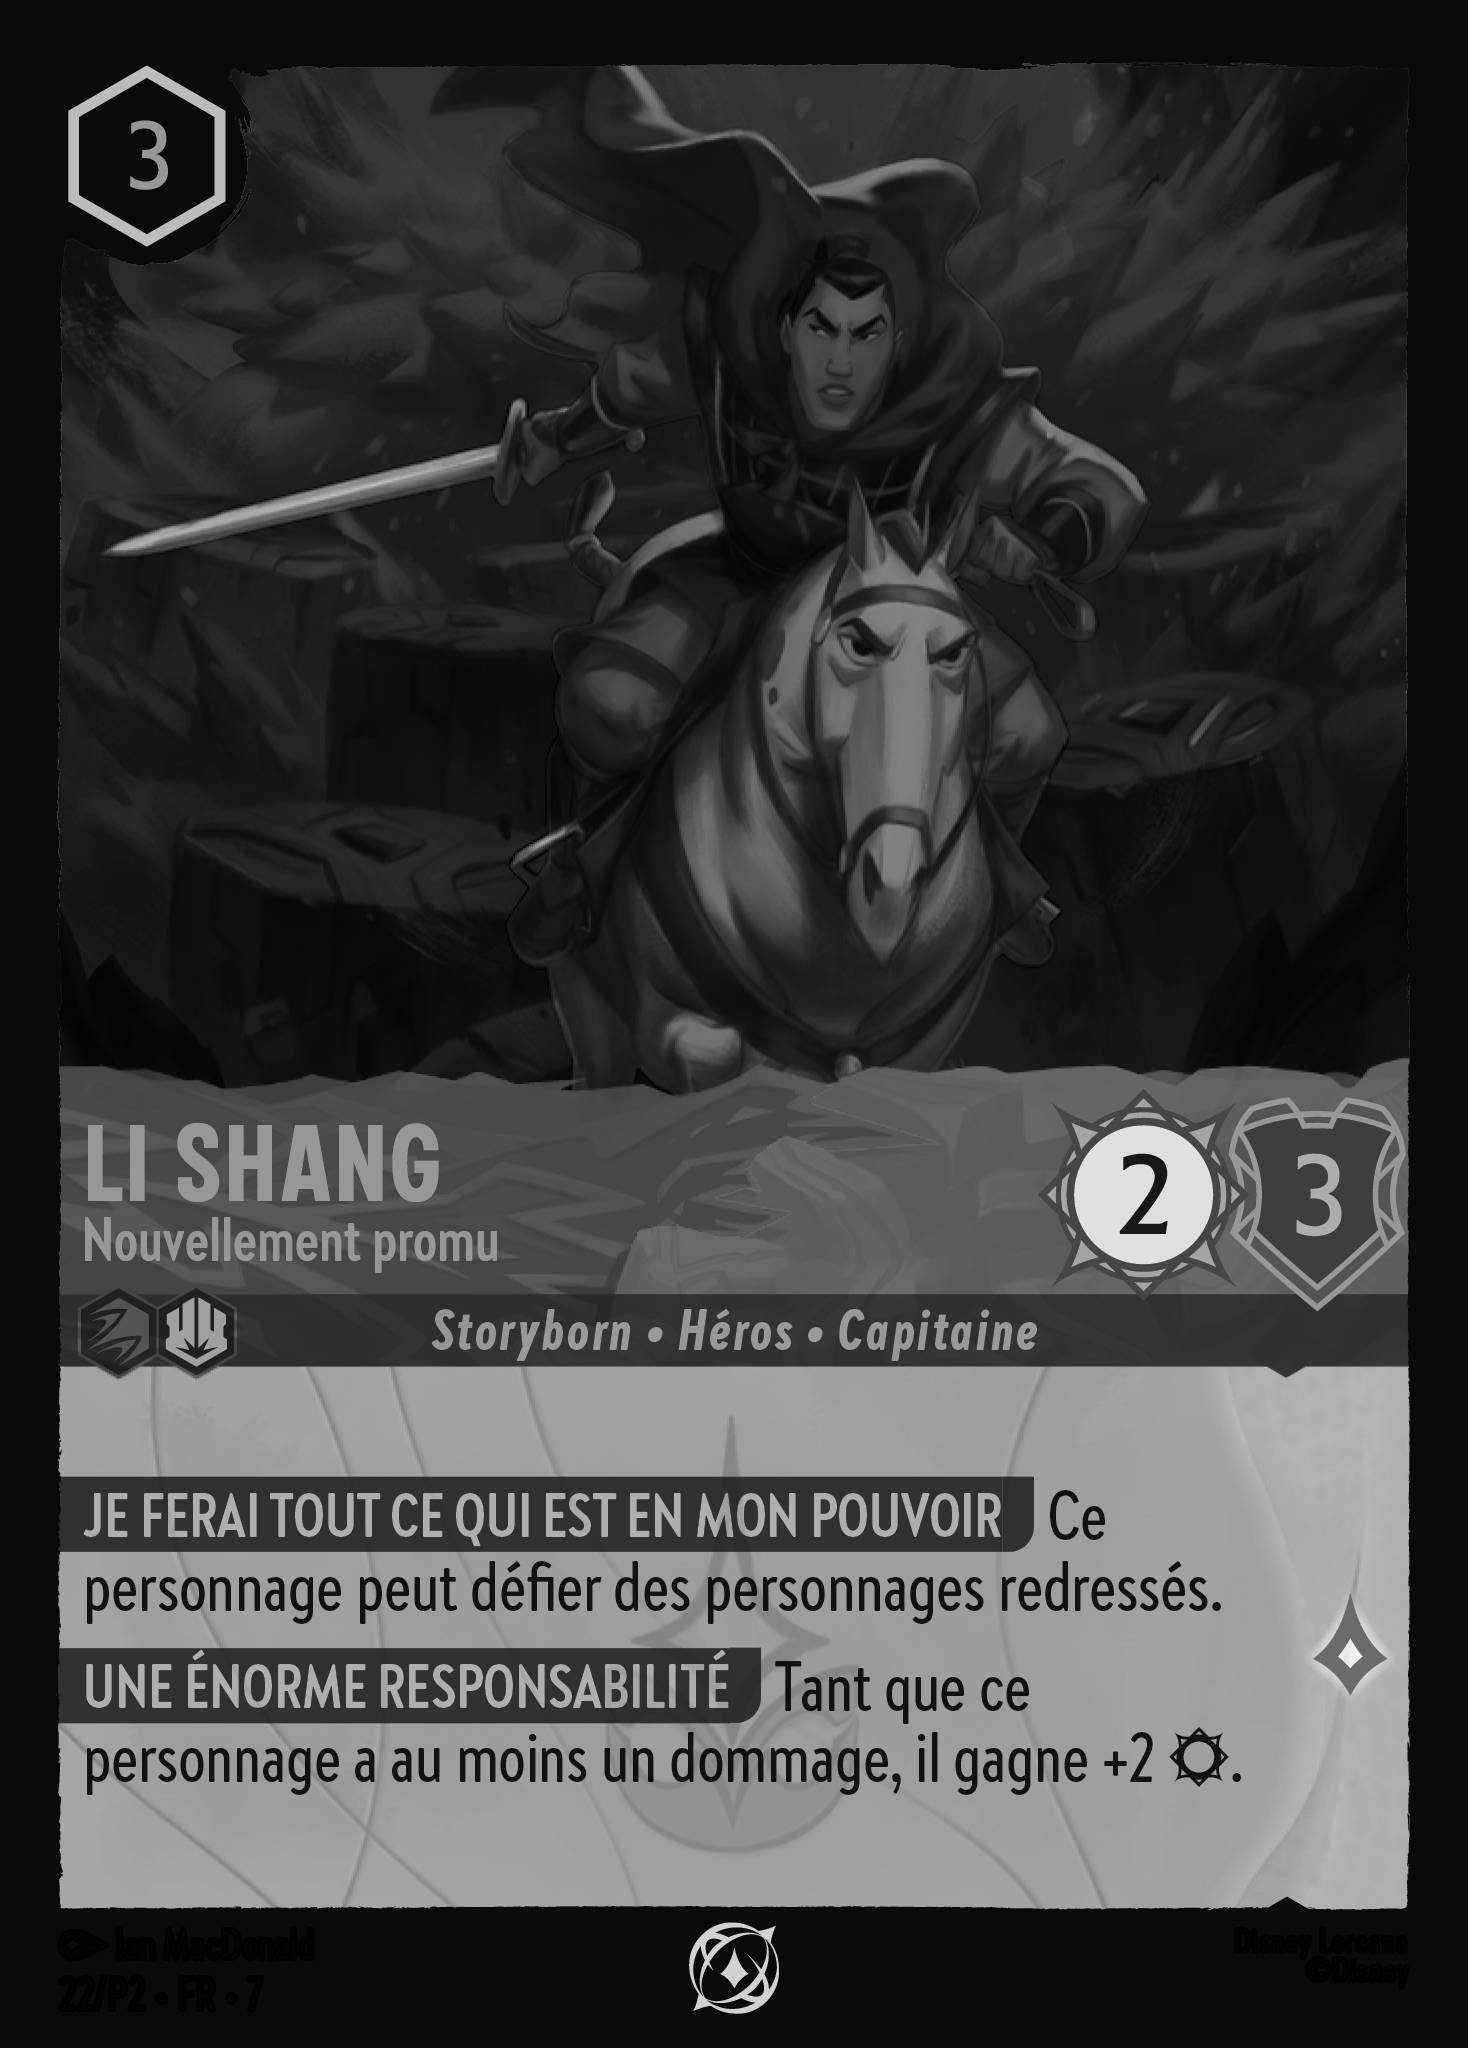 3
LI SHANG
Nouvellement promu
2 3
Storyborn • Héros • Capitaine
JE FERAI TOUT CE QUI EST EN MON POUVOIR Ce
personnage peut défier des personnages redressés.
UNE ÉNORME RESPONSABILITÉ Tant que ce
personnage a au moins un dommage, il gagne +2 .
Ian MacDonald
22/P2 • FR • 7
Disney Lorcana
©Disney